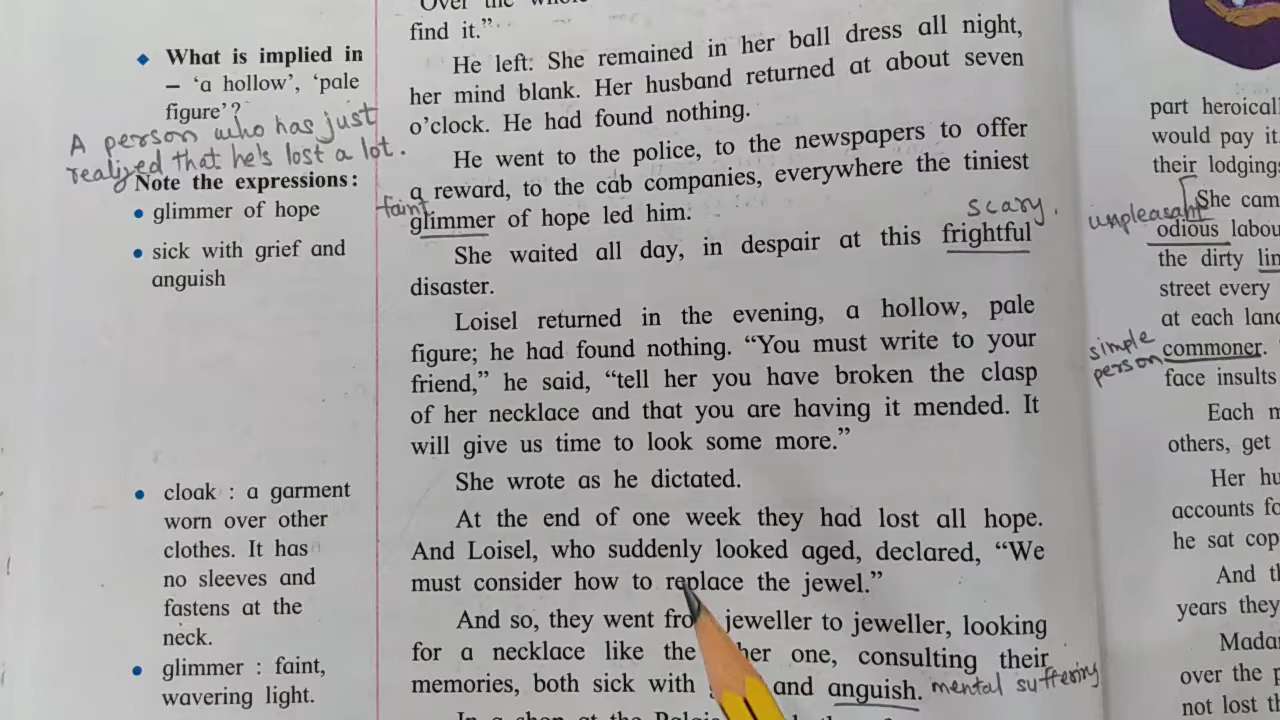 ◆ What is implied in
– ‘a hollow’, ‘pale
figure’?
A person who has just
realized that he's lost a lot.
Note the expressions:
• glimmer of hope
• sick with grief and
anguish
• cloak : a garment
worn over other
clothes. It has
no sleeves and
fastens at the
neck.
• glimmer : faint,
wavering light.
find it.”
He left: She remained in her ball dress all night,
her mind blank. Her husband returned at about seven
o’clock. He had found nothing.
He went to the police, to the newspapers to offer
a reward, to the cab companies, everywhere the tiniest
faint
glimmer of hope led him:
scary.
She waited all day, in despair at this frightful
disaster.
Loisel returned in the evening, a hollow, pale
figure; he had found nothing. “You must write to your
friend,” he said, “tell her you have broken the clasp
of her necklace and that you are having it mended. It
will give us time to look some more.”
She wrote as he dictated.
At the end of one week they had lost all hope.
And Loisel, who suddenly looked aged, declared, “We
must consider how to replace the jewel.”
And so, they went jeweller to jeweller, looking
for a necklace like the one, consulting their
memories, both sick with and anguish. mental suffering
In a shop at the
part
would pay it
their
She
unpleasant
odious
the dirty
street every
at each
simple
person
commoner.
face insults
Each
others, get
Her
accounts
he sat
And
years they
over the
not lost